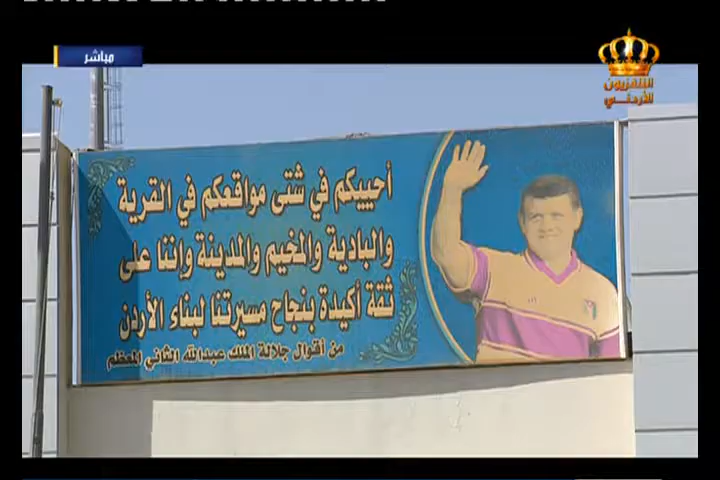 مباشر
التلفزيون
الأردني
أحييكم في شتى مواقعكم في القرية
والبادية والمخيم والمدينة وإننا على
ثقة أكيدة بنجاح مسيرتنا لبناء الأردن
من أقوال جلالة الملك عبدالله الثاني المعظم